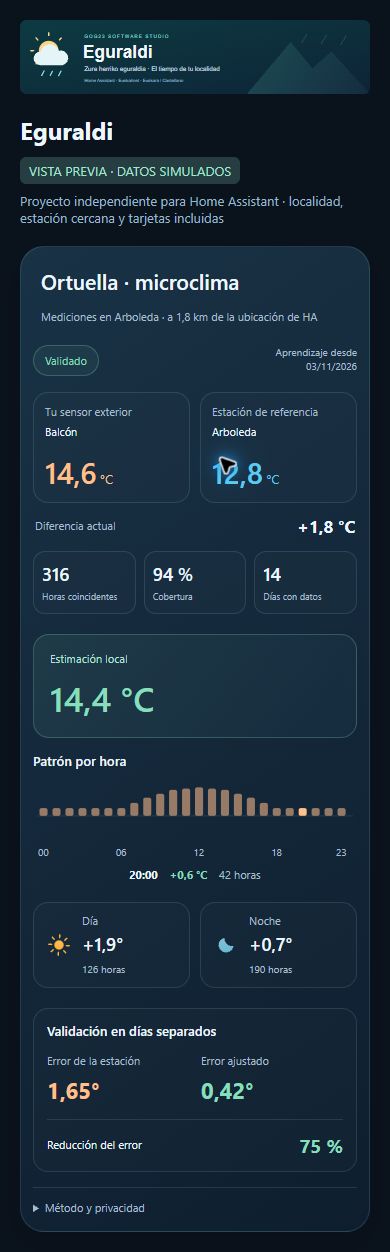 GOG23 SOFTWARE STUDIO
Eguraldi
Zure herriko eguraldia · El tiempo de tu localidad
Home Assistant · Euskalmet · Euskara / Castellano
Eguraldi
VISTA PREVIA · DATOS SIMULADOS
Proyecto independiente para Home Assistant · localidad,
estación cercana y tarjetas incluidas
Ortuella · microclima
Mediciones en Arboleda · a 1,8 km de la ubicación de HA
Validado
Aprendizaje desde
03/11/2026
Tu sensor exterior
Balcón
14,6 °C
Estación de referencia
Arboleda
12,8 °C
Diferencia actual
+1,8 °C
316
Horas coincidentes
94 %
Cobertura
14
Días con datos
Estimación local
14,4 °C
Patrón por hora
00 06 12 18 23
20:00 +0,6 °C 42 horas
Día
+1,9°
126 horas
Noche
+0,7°
190 horas
Validación en días separados
Error de la estación
1,65°
Error ajustado
0,42°
Reducción del error
75 %
Método y privacidad